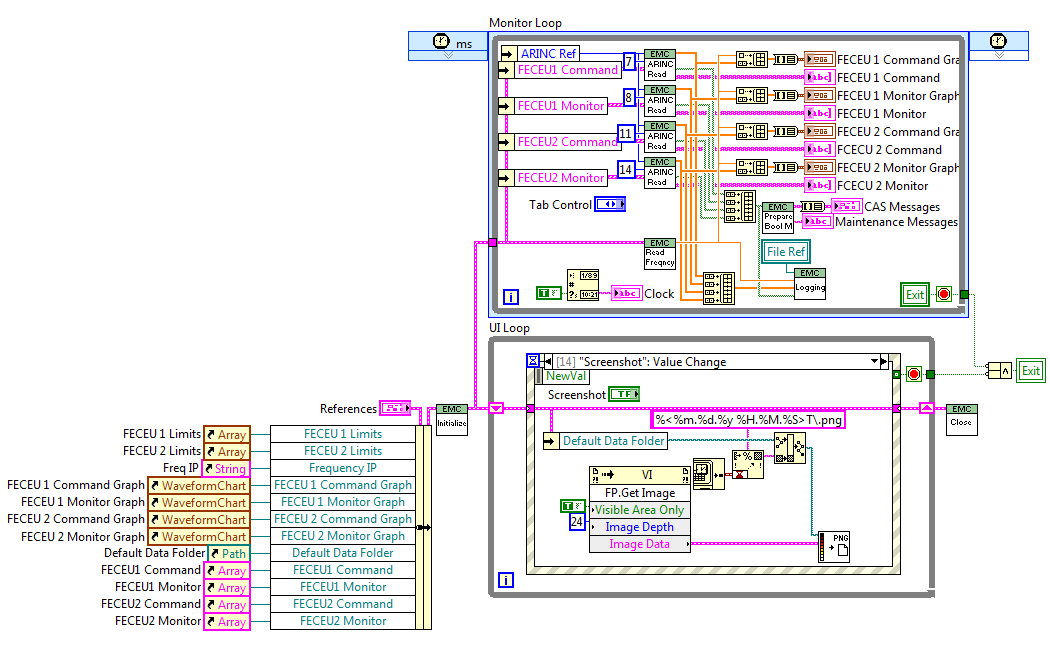 Monitor Loop
ms
ARINC Ref
FECEU1 Command
7
EMC
ARINC
Read
FECEU 1 Command Gra
abc
FCECU 1 Command
FECEU1 Monitor
8
EMC
ARINC
Read
FECEU 1 Monitor Graph
abc
FCECU 1 Monitor
FECEU2 Command
11
EMC
ARINC
Read
FECEU 2 Command Gra
abc
FCECU 2 Command
FECEU2 Monitor
14
EMC
ARINC
Read
FECEU 2 Monitor Graph
abc
FCECU 2 Monitor
Tab Control
EMC
Prepare
Bool M
CAS Messages
abc
Maintenance Messages
EMC
Read
Freqncy
File Ref
EMC
Logging
T F
1/89
#
?
10:21
abc
Clock
i
Exit
UI Loop
[14] "Screenshot": Value Change
NewVal
Screenshot
TF
Exit
References
EMC
Initialize
%<%m.%d.%y %H.%M.%S>T\.png
EMC
Close
Default Data Folder
FECEU 1 Limits
Array
FECEU 1 Limits
FECEU 2 Limits
Array
FECEU 2 Limits
Freq IP
String
Frequency IP
FECEU 1 Command Graph
WaveformChart
FECEU 1 Command Graph
FECEU 1 Monitor Graph
WaveformChart
FECEU 1 Monitor Graph
FECEU 2 Command Graph
WaveformChart
FECEU 2 Command Graph
FECEU 2 Monitor Graph
WaveformChart
FECEU 2 Monitor Graph
Default Data Folder
Path
Default Data Folder
FECEU1 Command
Array
FECEU1 Command
FECEU1 Monitor
Array
FECEU1 Monitor
FECEU2 Command
Array
FECEU2 Command
FECEU2 Monitor
Array
FECEU2 Monitor
VI
FP.Get Image
T F
Visible Area Only
24
Image Depth
Image Data
PNG
i